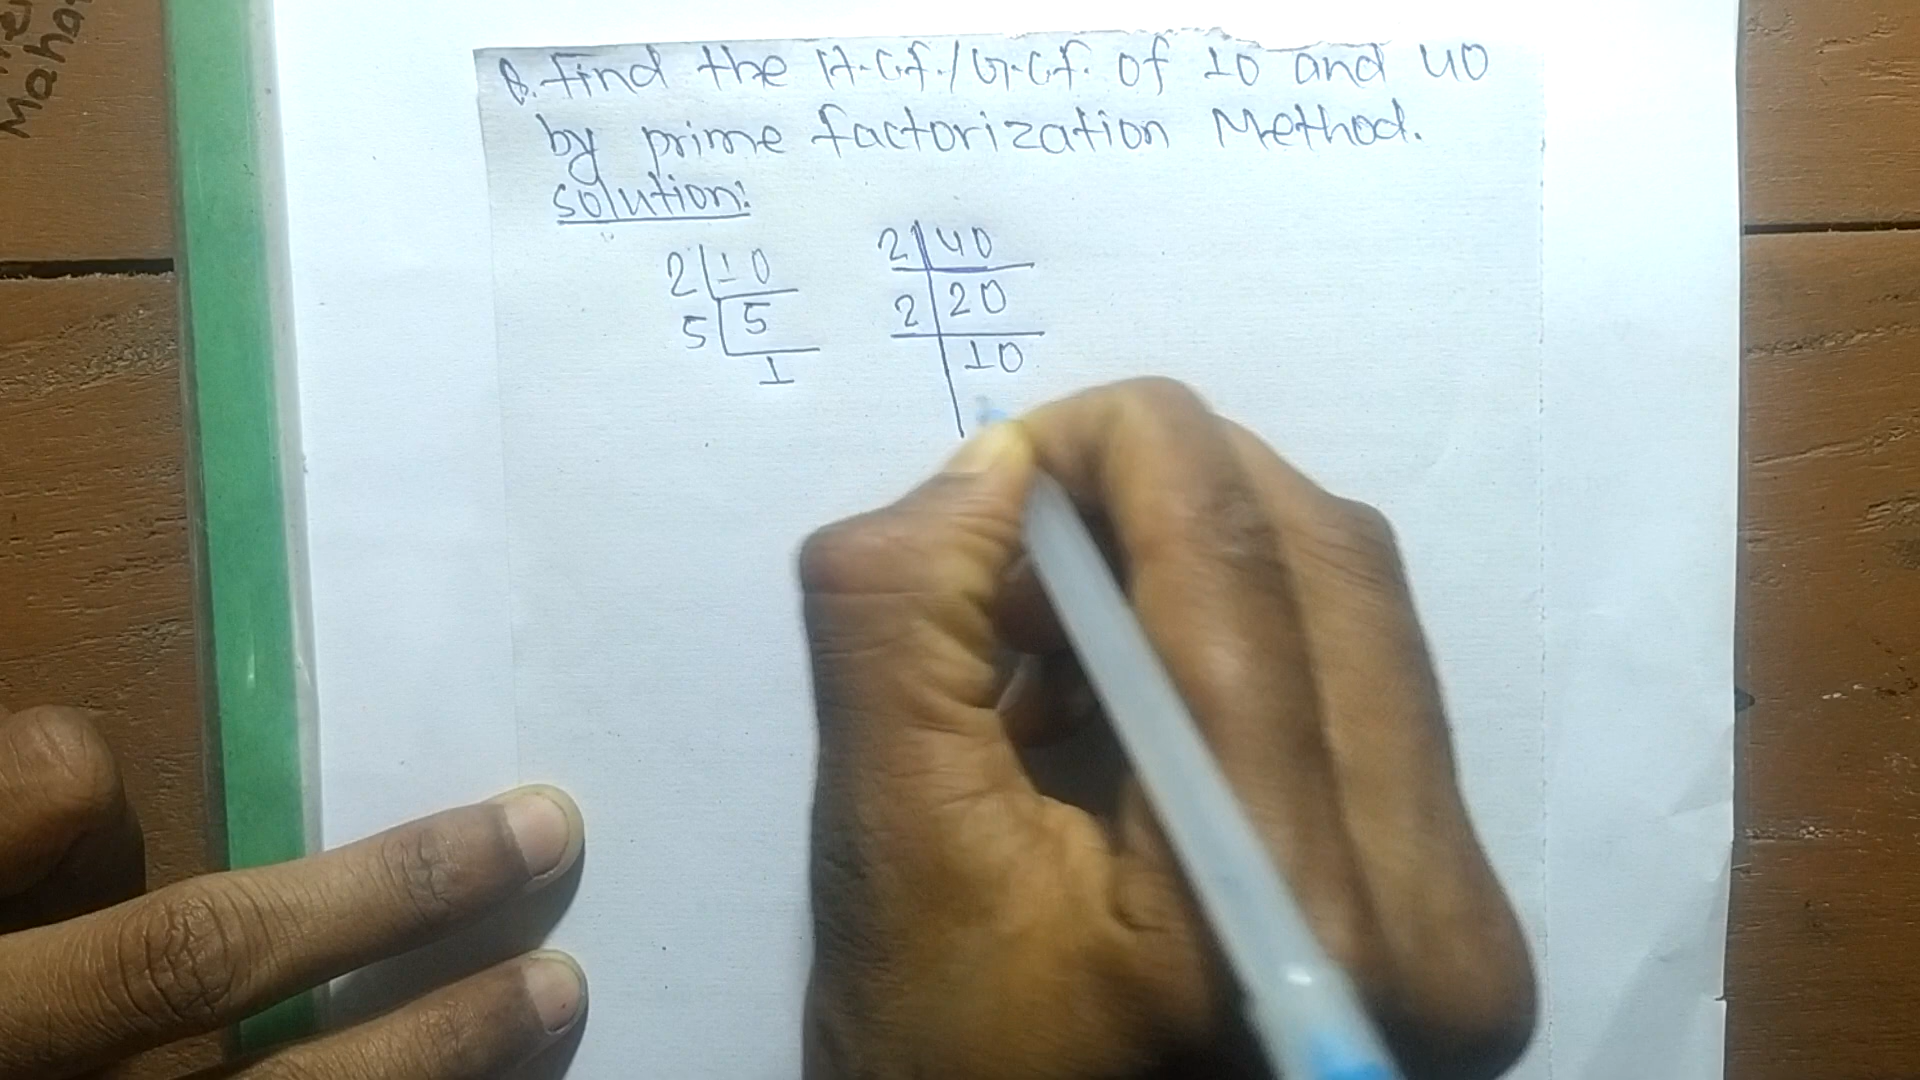 Q. Find the H.C.f./G.C.f. of 10 and 40
by prime factorization Method.
solution:
2 10
5 5
1
2 40
2 20
10
Maha